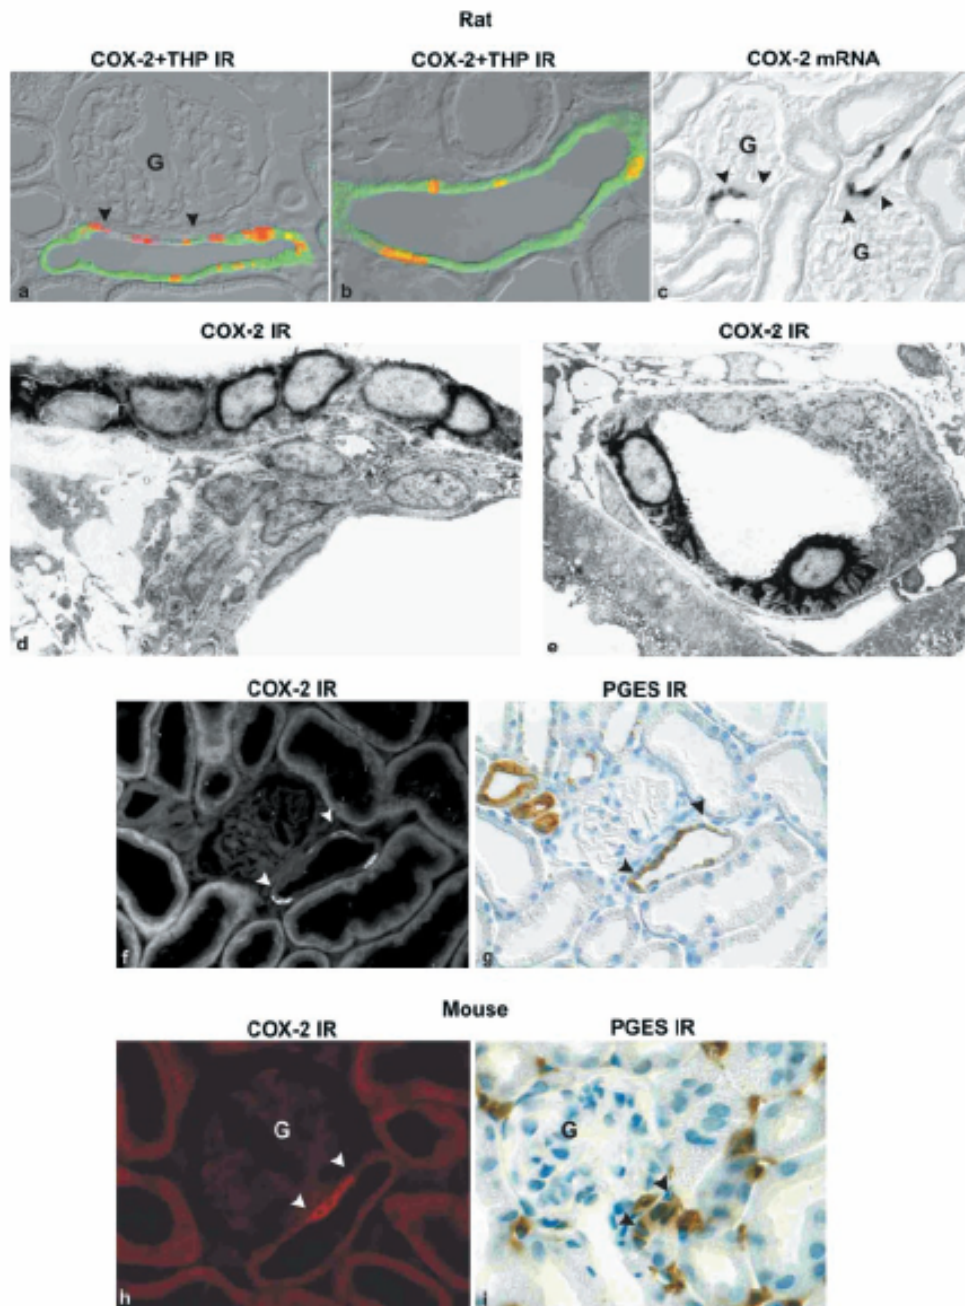 Rat
COX-2+THP IR COX-2+THP IR COX-2 mRNA
G G
G
a b c
COX-2 IR COX-2 IR
d e
COX-2 IR PGES IR
f g
Mouse
COX-2 IR PGES IR
G G
h i